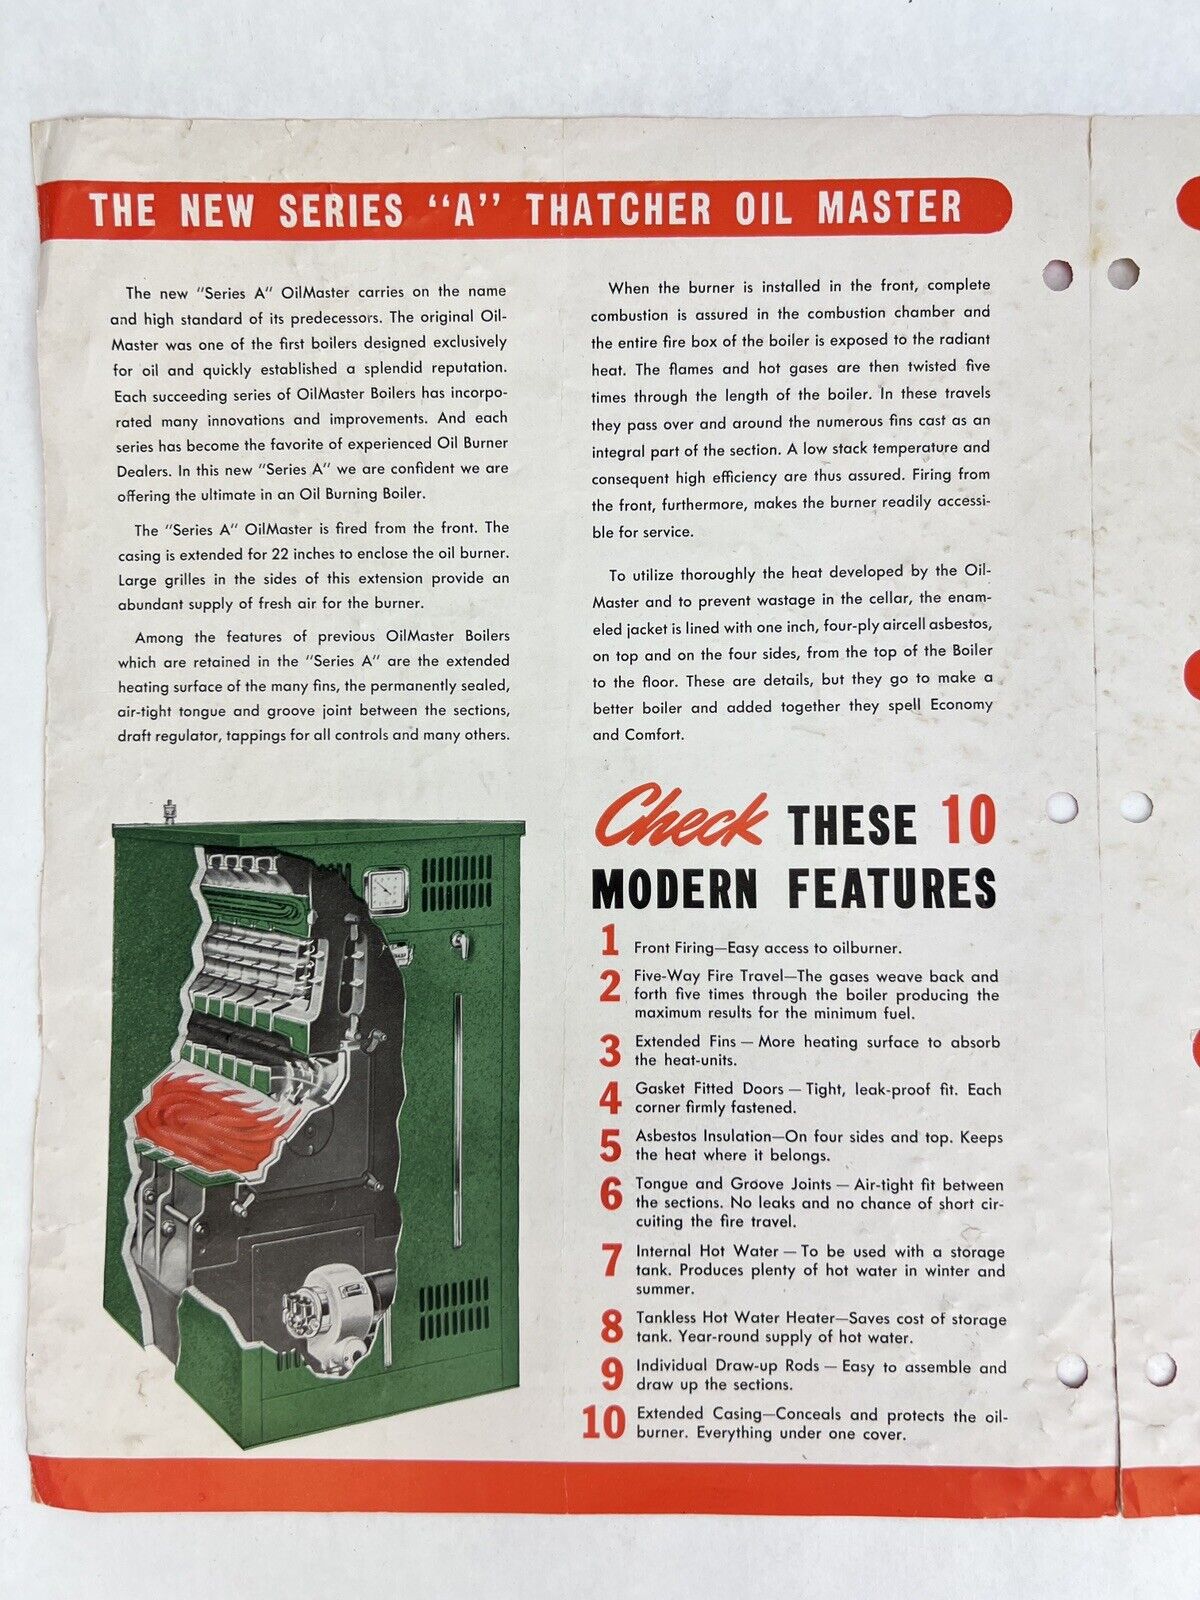 THE NEW SERIES "A" THATCHER OIL MASTER
The new "Series A" OilMaster carries on the name
and high standard of its predecessors. The original Oil-
Master was one of the first boilers designed exclusively
for oil and quickly established a splendid reputation.
Each succeeding series of OilMaster Boilers has incorpo-
rated many innovations and improvements. And each
series has become the favorite of experienced Oil Burner
Dealers. In this new "Series A" we are confident we are
offering the ultimate in an Oil Burning Boiler.
The "Series A" OilMaster is fired from the front. The
casing is extended for 22 inches to enclose the oil burner.
Large grilles in the sides of this extension provide an
abundant supply of fresh air for the burner.
Among the features of previous OilMaster Boilers
which are retained in the "Series A" are the extended
heating surface of the many fins, the permanently sealed,
air-tight tongue and groove joint between the sections,
draft regulator, tappings for all controls and many others.
When the burner is installed in the front, complete
combustion is assured in the combustion chamber and
the entire fire box of the boiler is exposed to the radiant
heat. The flames and hot gases are then twisted five
times through the length of the boiler. In these travels
they pass over and around the numerous fins cast as an
integral part of the section. A low stack temperature and
consequent high efficiency are thus assured. Firing from
the front, furthermore, makes the burner readily accessi-
ble for service.
To utilize thoroughly the heat developed by the Oil-
Master and to prevent wastage in the cellar, the enam-
eled jacket is lined with one inch, four-ply aircell asbestos,
on top and on the four sides, from the top of the Boiler
to the floor. These are details, but they go to make a
better boiler and added together they spell Economy
and Comfort.
Check THESE 10
MODERN FEATURES
1 Front Firing—Easy access to oilburner.
2 Five-Way Fire Travel—The gases weave back and
forth five times through the boiler producing the
maximum results for the minimum fuel.
3 Extended Fins — More heating surface to absorb
the heat-units.
4 Gasket Fitted Doors — Tight, leak-proof fit. Each
corner firmly fastened.
5 Asbestos Insulation—On four sides and top. Keeps
the heat where it belongs.
6 Tongue and Groove Joints — Air-tight fit between
the sections. No leaks and no chance of short cir-
cuiting the fire travel.
7 Internal Hot Water — To be used with a storage
tank. Produces plenty of hot water in winter and
summer.
8 Tankless Hot Water Heater—Saves cost of storage
tank. Year-round supply of hot water.
9 Individual Draw-up Rods — Easy to assemble and
draw up the sections.
10 Extended Casing—Conceals and protects the oil-
burner. Everything under one cover.